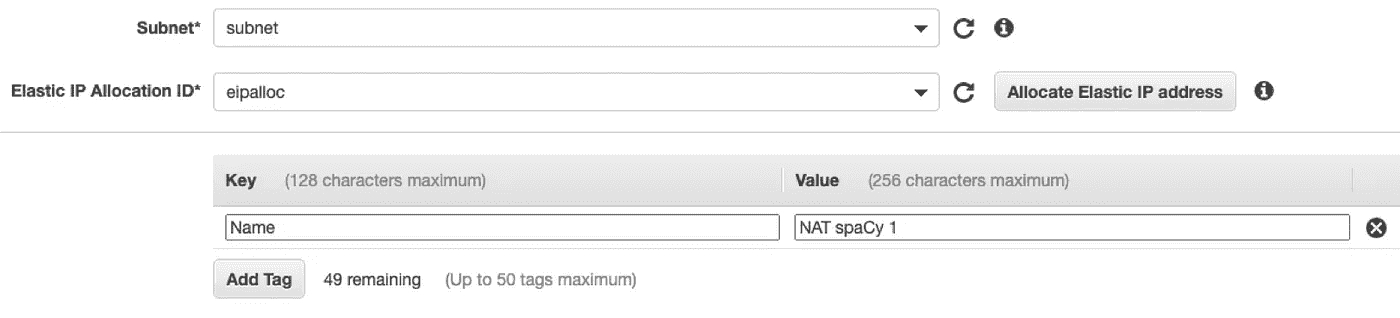 Subnet* subnet
Elastic IP Allocation ID* eipalloc Allocate Elastic IP address
Key (128 characters maximum) Value (256 characters maximum)
Name NAT spaCy 1
Add Tag 49 remaining (Up to 50 tags maximum)